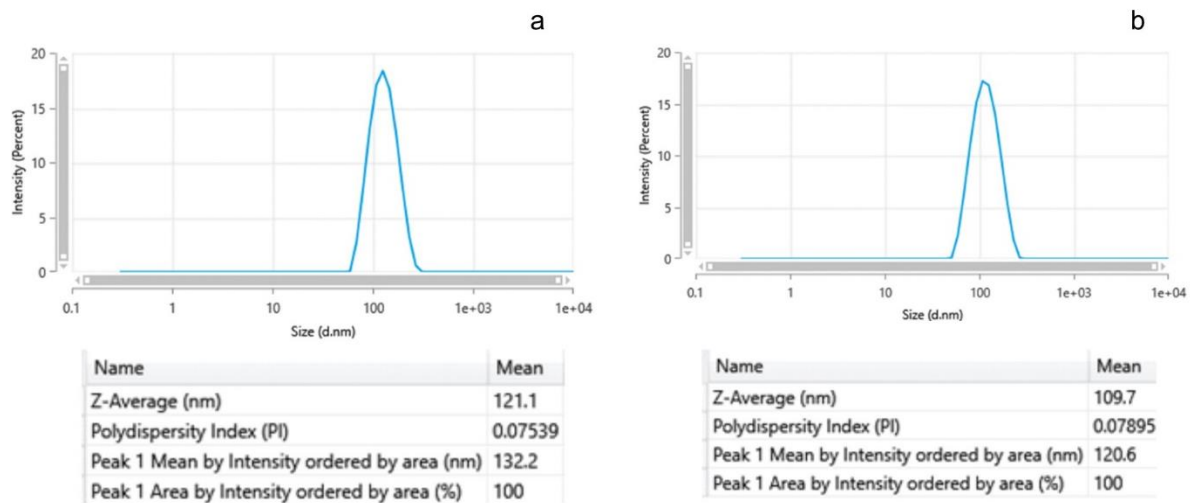 a
20
15
10
5
0
Intensity (Percent)
0.1 1 10 100 1e+03 1e+04
Size (d.nm)
Name Mean
Z-Average (nm) 121.1
Polydispersity Index (PI) 0.07539
Peak 1 Mean by Intensity ordered by area (nm) 132.2
Peak 1 Area by Intensity ordered by area (%) 100
b
20
15
10
5
0
Intensity (Percent)
0.1 1 10 100 1e+03 1e+04
Size (d.nm)
Name Mean
Z-Average (nm) 109.7
Polydispersity Index (PI) 0.07895
Peak 1 Mean by Intensity ordered by area (nm) 120.6
Peak 1 Area by Intensity ordered by area (%) 100